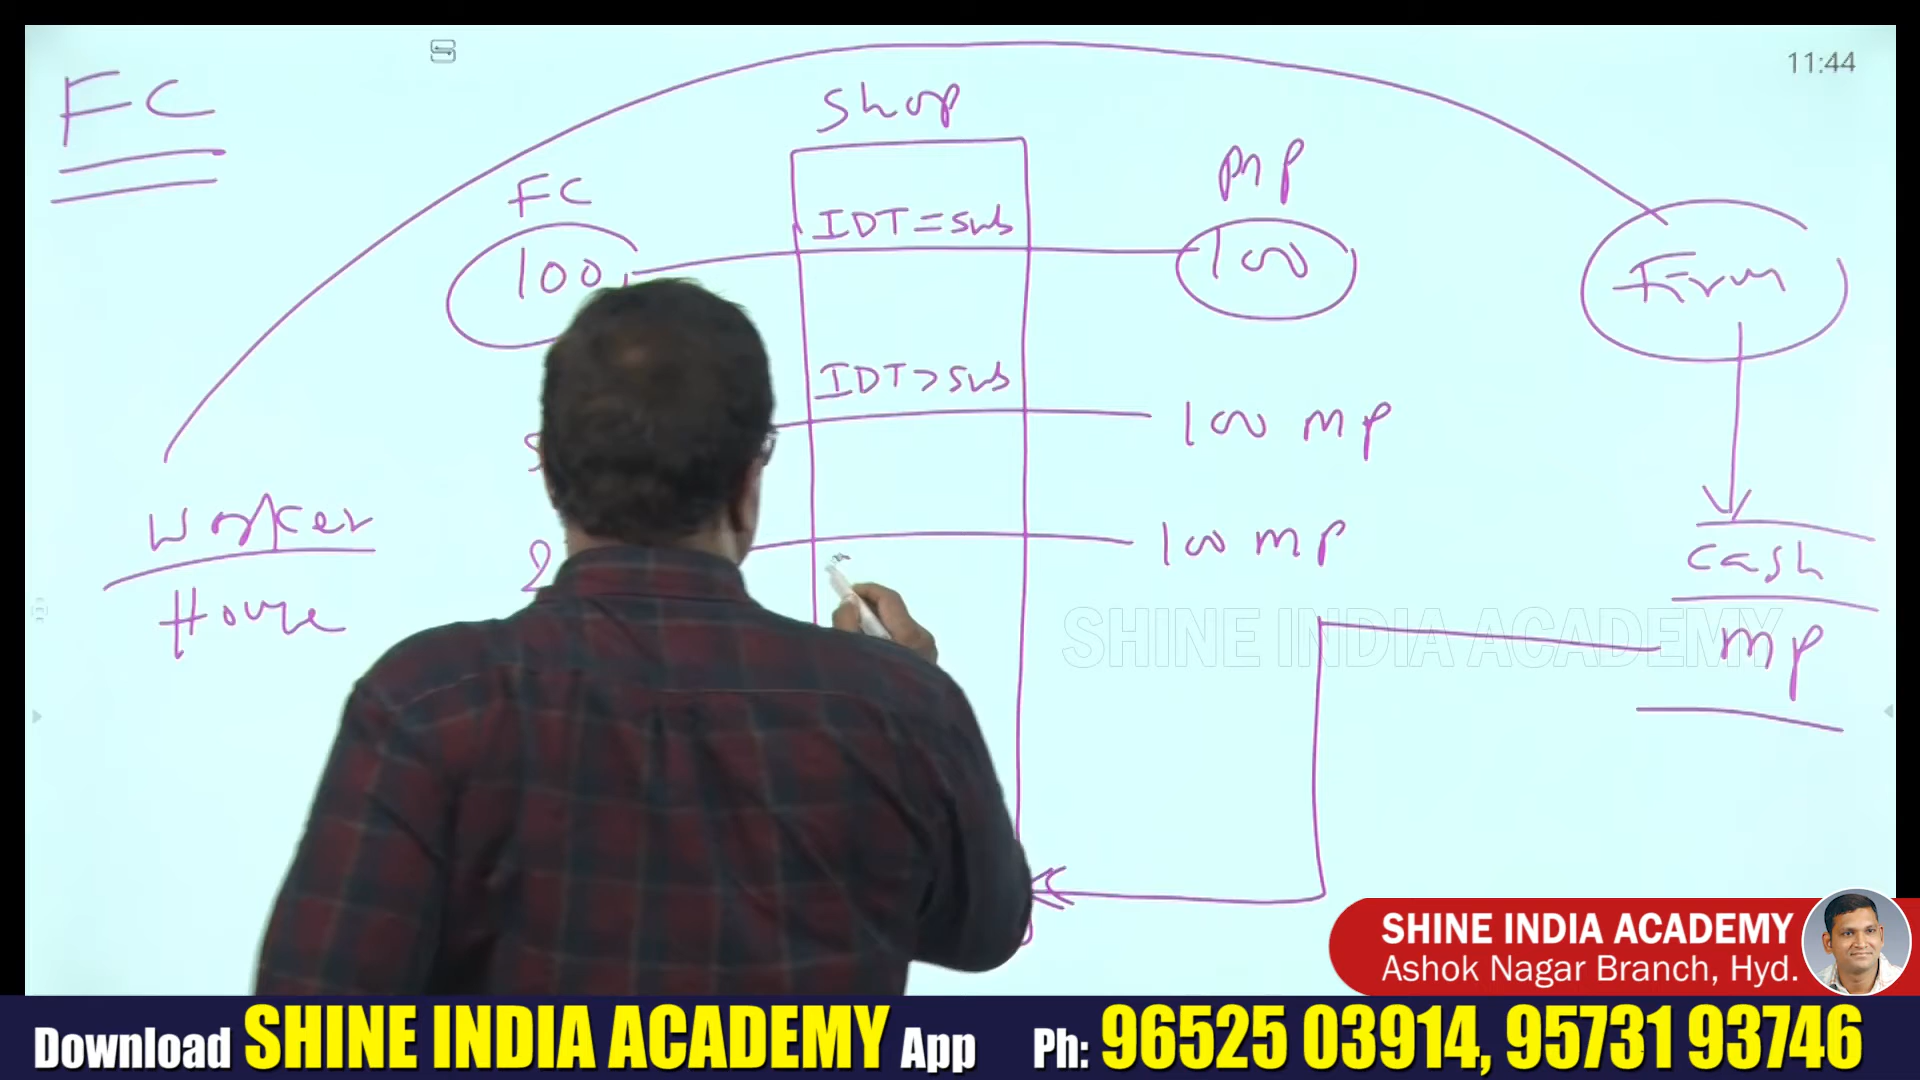 11:44
FC
Shop
FC
MP
IDT = Sub
100
100
Firm
IDT > Sub
100 MP
Worker
House
100 MP
Cash
MP
SHINE INDIA ACADEMY
SHINE INDIA ACADEMY
Ashok Nagar Branch, Hyd.
Download SHINE INDIA ACADEMY App Ph: 96525 03914, 95731 93746